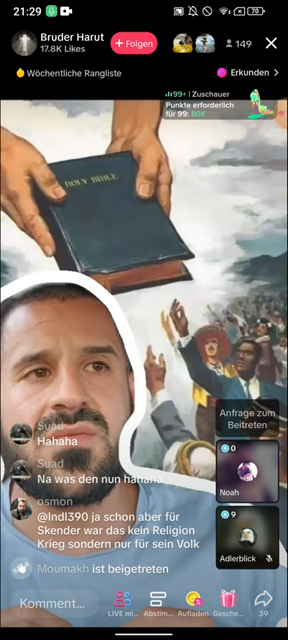 21:29
70
Bruder Harut
17.8K Likes
+ Folgen
149
Wöchentliche Rangliste
Erkunden >
99+ | Zuschauer
Punkte erforderlich
für 99: 80K
HOLY BIBLE
Suad
Hahaha
Suad
Na was den nun hahaha
osmon
@lndl390 ja schon aber für
Skender war das kein Religion
Krieg sondern nur für sein Volk
Moumakh ist beigetreten
Anfrage zum
Beitreten
0
Noah
9
Adlerblick
Komment...
LIVE mi...
Abstim...
Aufladen
Gesche...
39